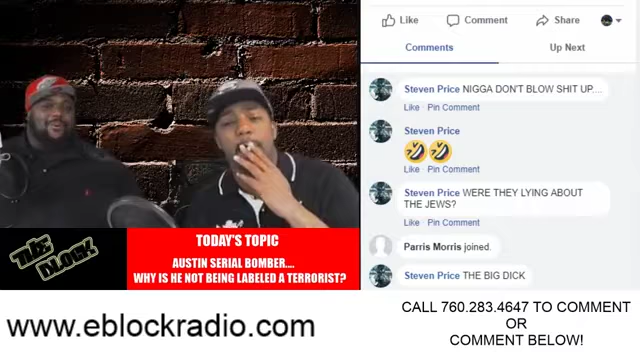 Like Comment Share
Comments Up Next
Steven Price NIGGA DON'T BLOW SHIT UP....
Like · Pin Comment
Steven Price
🤣🤣
Like · Pin Comment
Steven Price WERE THEY LYING ABOUT
THE JEWS?
Like · Pin Comment
Parris Morris joined.
Steven Price THE BIG DICK
THE BLOCK
TODAY'S TOPIC
AUSTIN SERIAL BOMBER....
WHY IS HE NOT BEING LABELED A TERRORIST?
www.eblockradio.com
CALL 760.283.4647 TO COMMENT
OR
COMMENT BELOW!